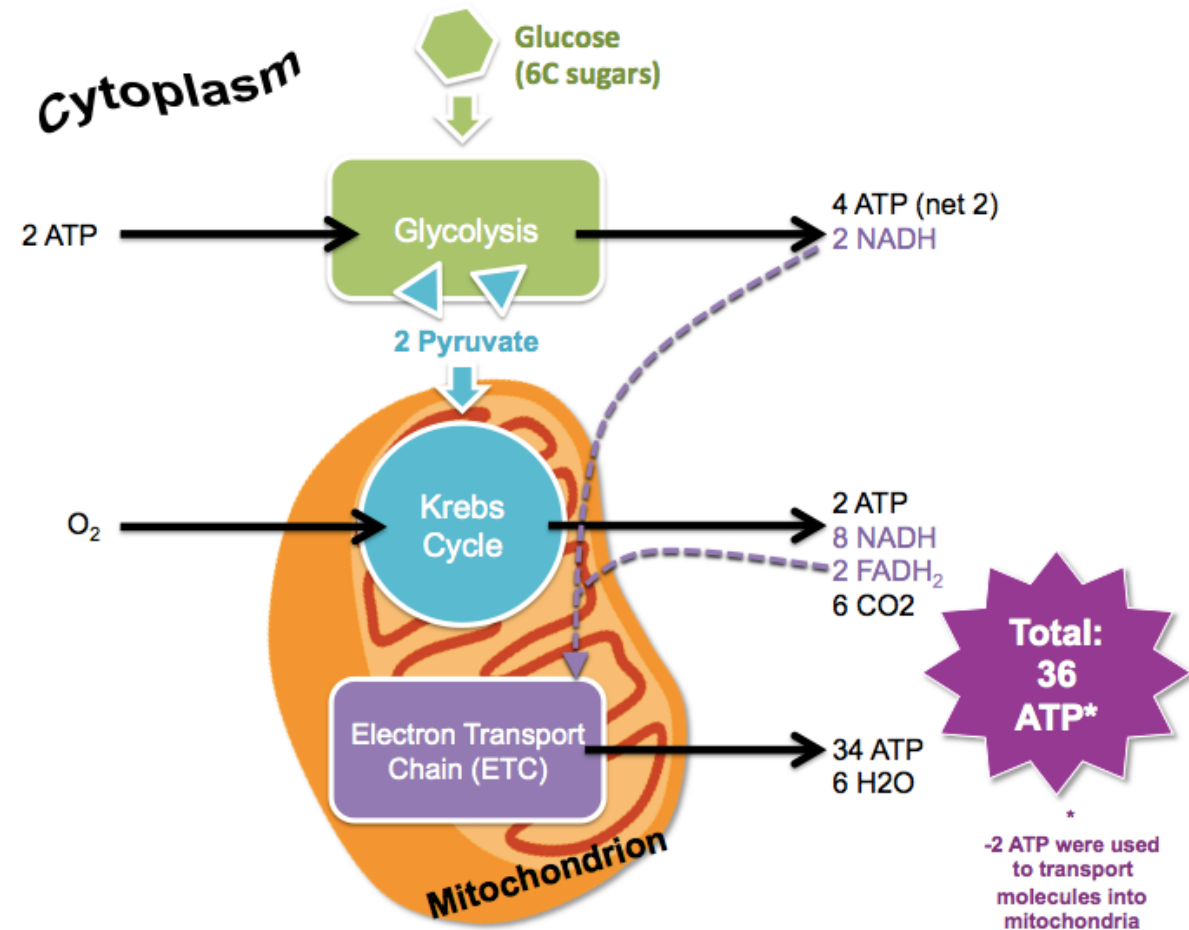 Cytoplasm
Glucose
(6C sugars)
2 ATP
Glycolysis
4 ATP (net 2)
2 NADH
2 Pyruvate
O₂
Krebs
Cycle
2 ATP
8 NADH
2 FADH₂
6 CO2
Total:
36
ATP*
Electron Transport
Chain (ETC)
34 ATP
6 H2O
Mitochondrion
*
-2 ATP were used
to transport
molecules into
mitochondria